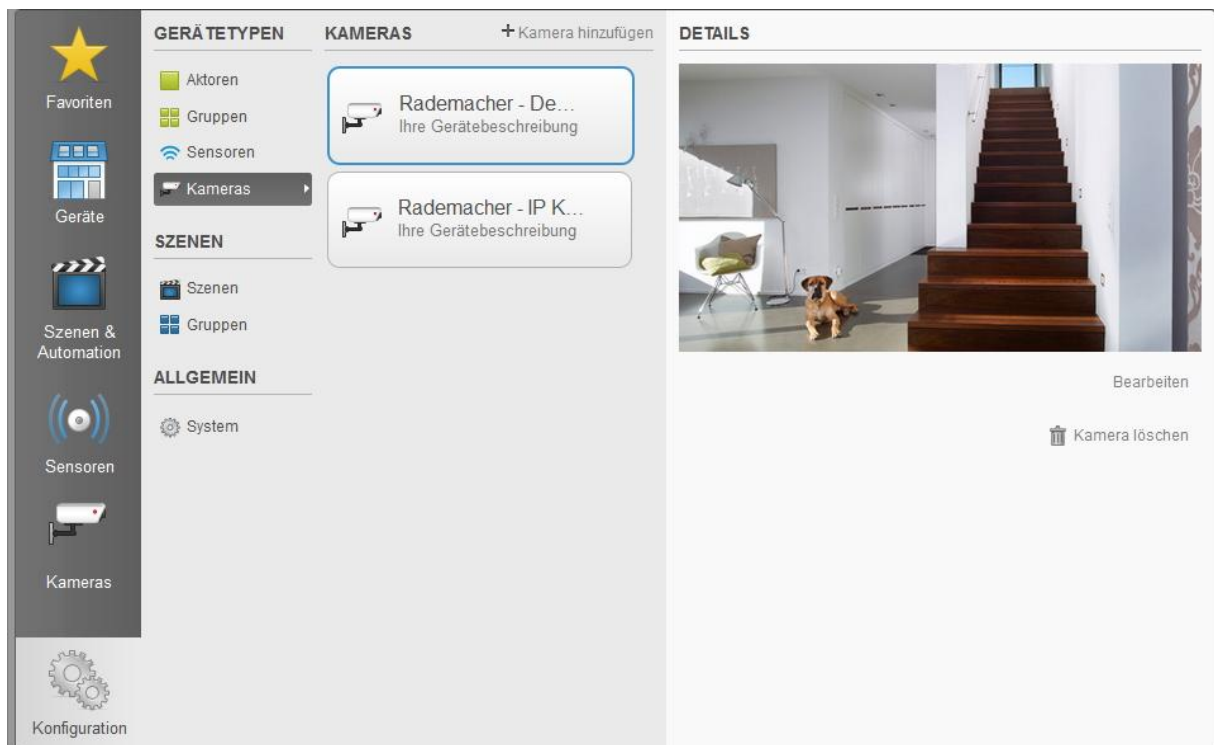 Favoriten
Geräte
Szenen &
Automation
Sensoren
Kameras
Konfiguration
GERÄTETYPEN
Aktoren
Gruppen
Sensoren
Kameras
SZENEN
Szenen
Gruppen
ALLGEMEIN
System
KAMERAS
+ Kamera hinzufügen
Rademacher - De...
Ihre Gerätebeschreibung
Rademacher - IP K...
Ihre Gerätebeschreibung
DETAILS
Bearbeiten
Kamera löschen